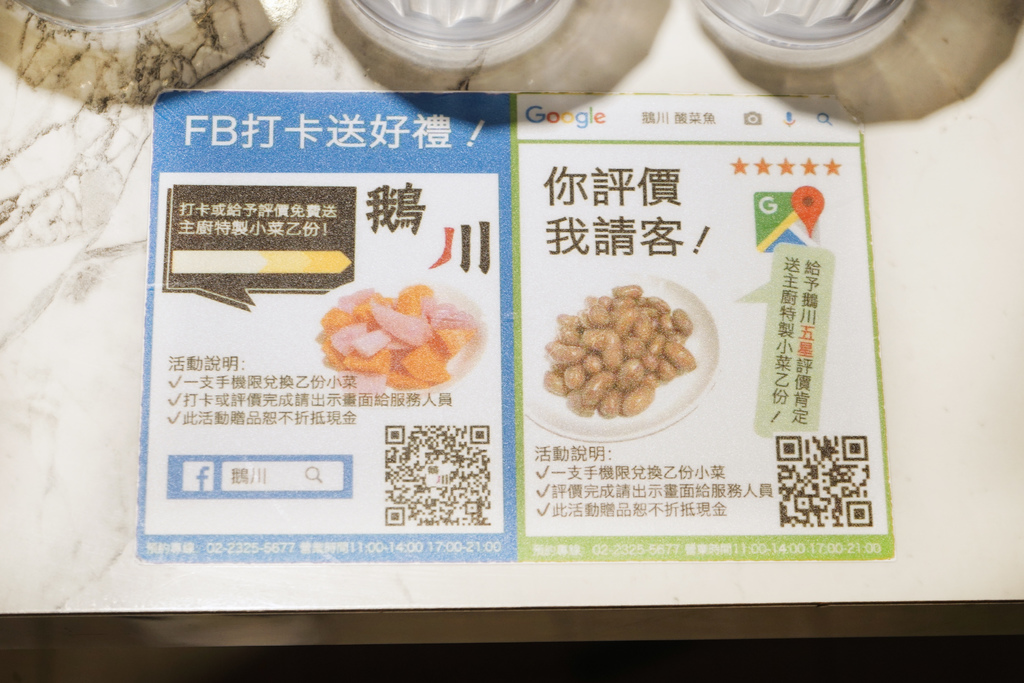 FB打卡送好禮！
打卡或給予評價免費送
主廚特製小菜乙份！
鵝川
活動說明：
✓一支手機限兌換乙份小菜
✓打卡或評價完成請出示畫面給服務人員
✓此活動贈品恕不折抵現金
f 鵝川
預約專線：02-2325-5677 營業時間11:00-14:00 17:00-21:00
Google 鵝川 酸菜魚
你評價
我請客！
G
給予鵝川五星評價肯定
送主廚特製小菜乙份！
活動說明：
✓一支手機限兌換乙份小菜
✓評價完成請出示畫面給服務人員
✓此活動贈品恕不折抵現金
預約專線：02-2325-5677 營業時間11:00-14:00 17:00-21:00